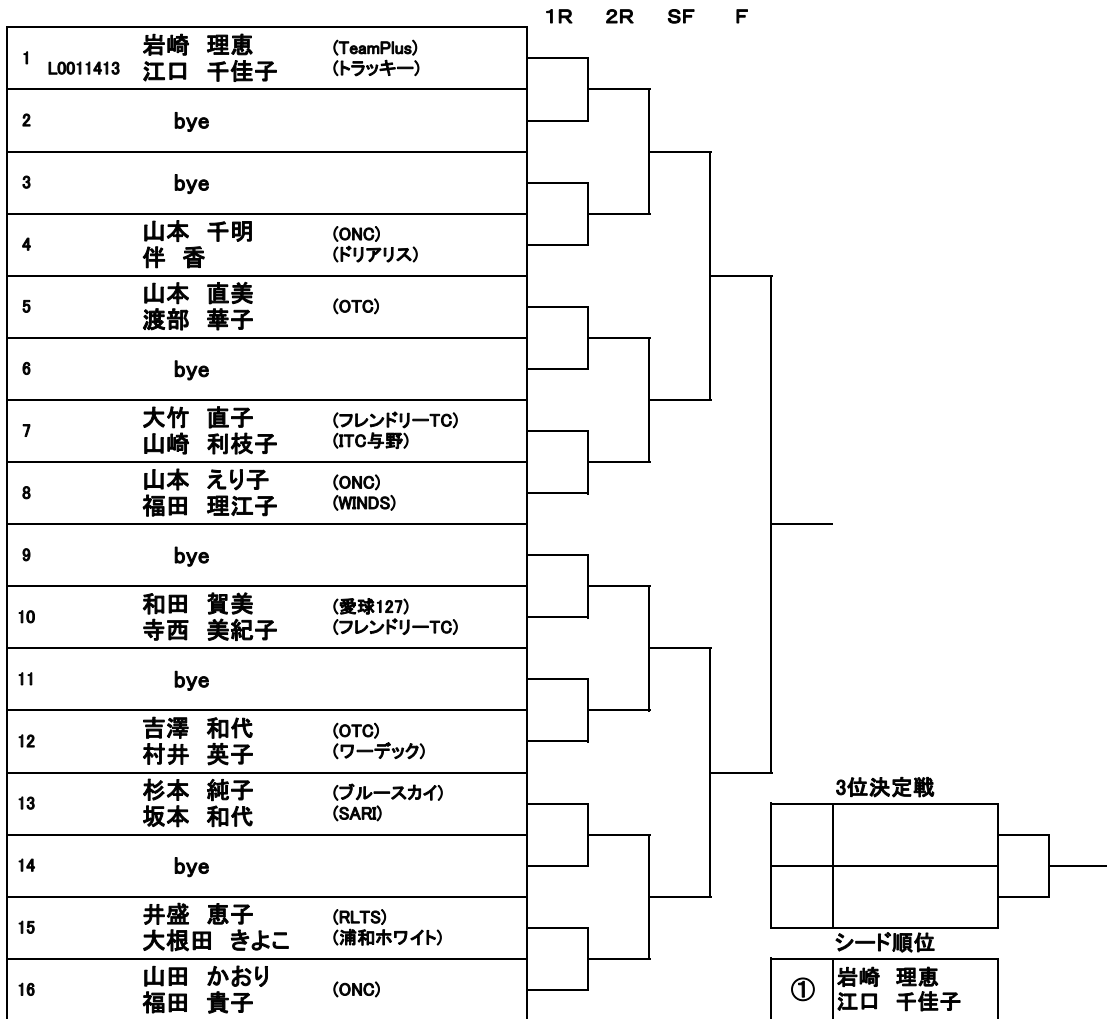 1R 2R SF F
1 L0011413 岩崎 理恵 (TeamPlus)
江口 千佳子 (トラッキー)
2 bye
3 bye
4 山本 千明 (ONC)
伴 香 (ドリアリス)
5 山本 直美 (OTC)
渡部 華子
6 bye
7 大竹 直子 (フレンドリーTC)
山崎 利枝子 (ITC与野)
8 山本 えり子 (ONC)
福田 理江子 (WINDS)
9 bye
10 和田 賀美 (愛球127)
寺西 美紀子 (フレンドリーTC)
11 bye
12 吉澤 和代 (OTC)
村井 英子 (ワーデック)
13 杉本 純子 (ブルースカイ)
坂本 和代 (SARI)
14 bye
15 井盛 恵子 (RLTS)
大根田 きよこ (浦和ホワイト)
16 山田 かおり (ONC)
福田 貴子
3位決定戦
シード順位
① 岩崎 理恵
江口 千佳子